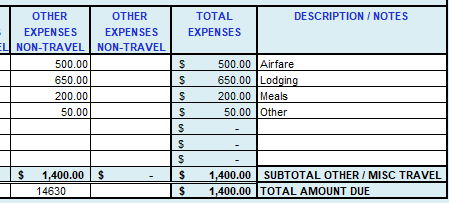 OTHER OTHER TOTAL DESCRIPTION / NOTES
EXPENSES EXPENSES EXPENSES
NON-TRAVEL NON-TRAVEL
500.00 $ 500.00 Airfare
650.00 $ 650.00 Lodging
200.00 $ 200.00 Meals
50.00 $ 50.00 Other
$ -
$ -
$ -
$ 1,400.00 $ - $ 1,400.00 SUBTOTAL OTHER / MISC TRAVEL
14630 $ 1,400.00 TOTAL AMOUNT DUE